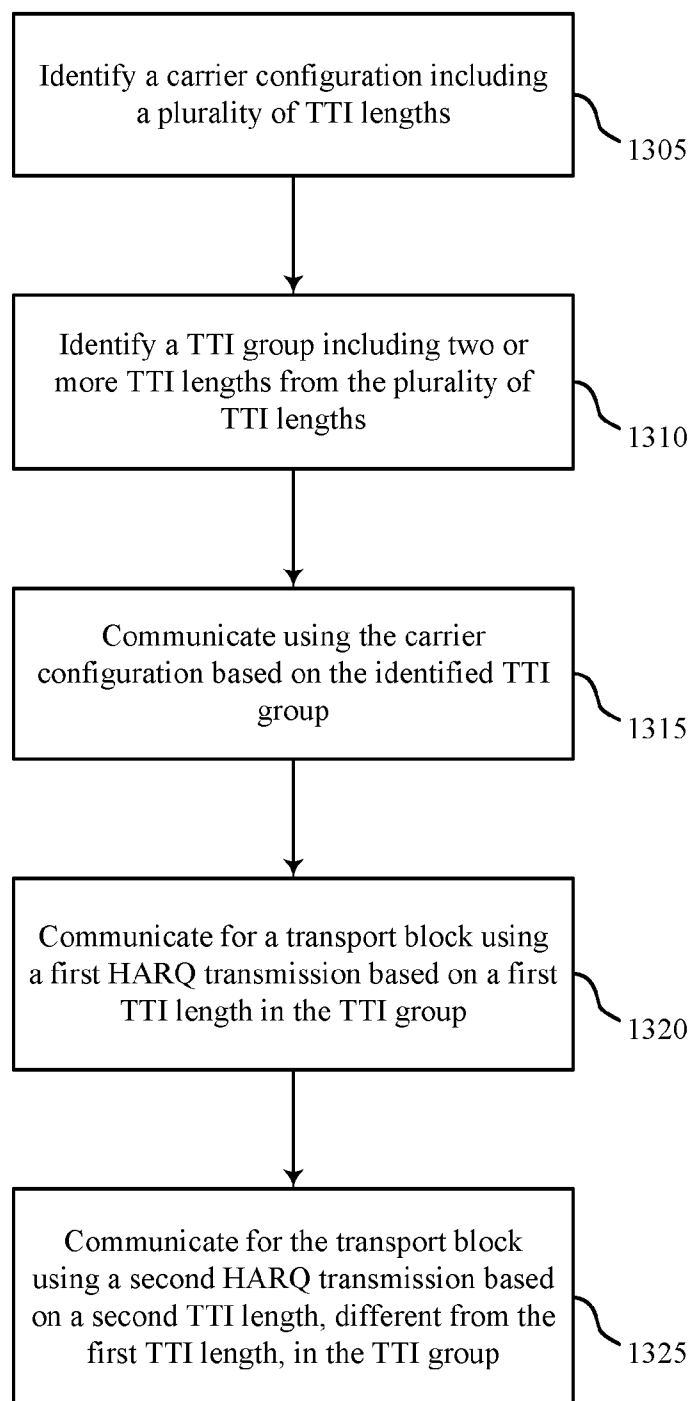 Identify a carrier configuration including
a plurality of TTI lengths
1305
Identify a TTI group including two or
more TTI lengths from the plurality of
TTI lengths
1310
Communicate using the carrier
configuration based on the identified TTI
group
1315
Communicate for a transport block using
a first HARQ transmission based on a first
TTI length in the TTI group
1320
Communicate for the transport block
using a second HARQ transmission based
on a second TTI length, different from the
first TTI length, in the TTI group
1325